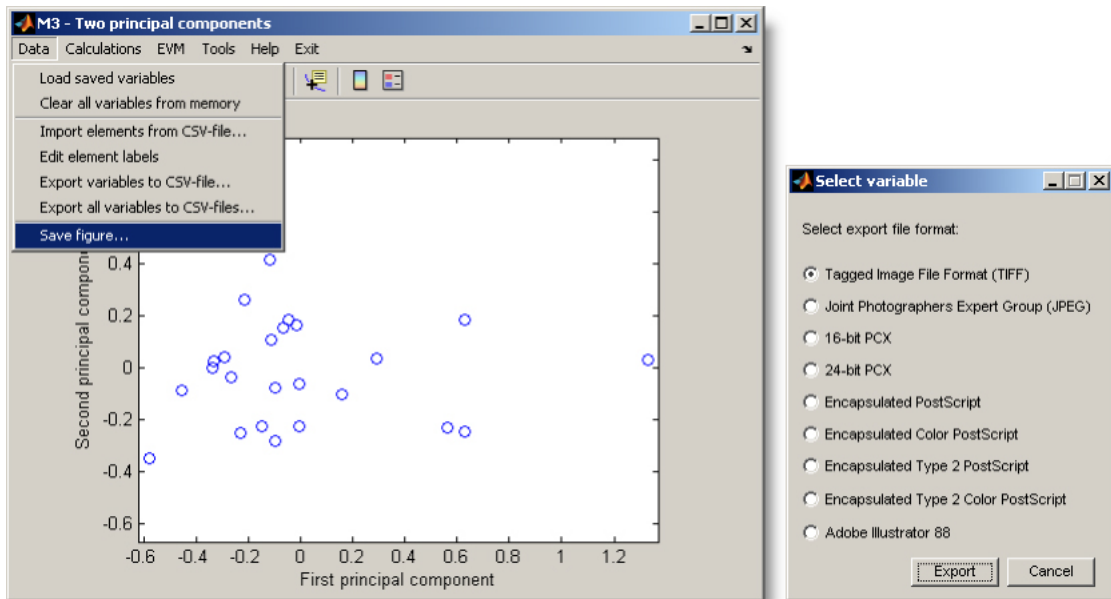 M3 - Two principal components
Data Calculations EVM Tools Help Exit
Load saved variables
Clear all variables from memory
Import elements from CSV-file...
Edit element labels
Export variables to CSV-file...
Export all variables to CSV-files...
Save figure...
Second principal compone
0.4
0.2
0
-0.2
-0.4
-0.6
-0.6 -0.4 -0.2 0 0.2 0.4 0.6 0.8 1 1.2
First principal component
Select variable
Select export file format:
Tagged Image File Format (TIFF)
Joint Photographers Expert Group (JPEG)
16-bit PCX
24-bit PCX
Encapsulated PostScript
Encapsulated Color PostScript
Encapsulated Type 2 PostScript
Encapsulated Type 2 Color PostScript
Adobe Illustrator 88
Export Cancel